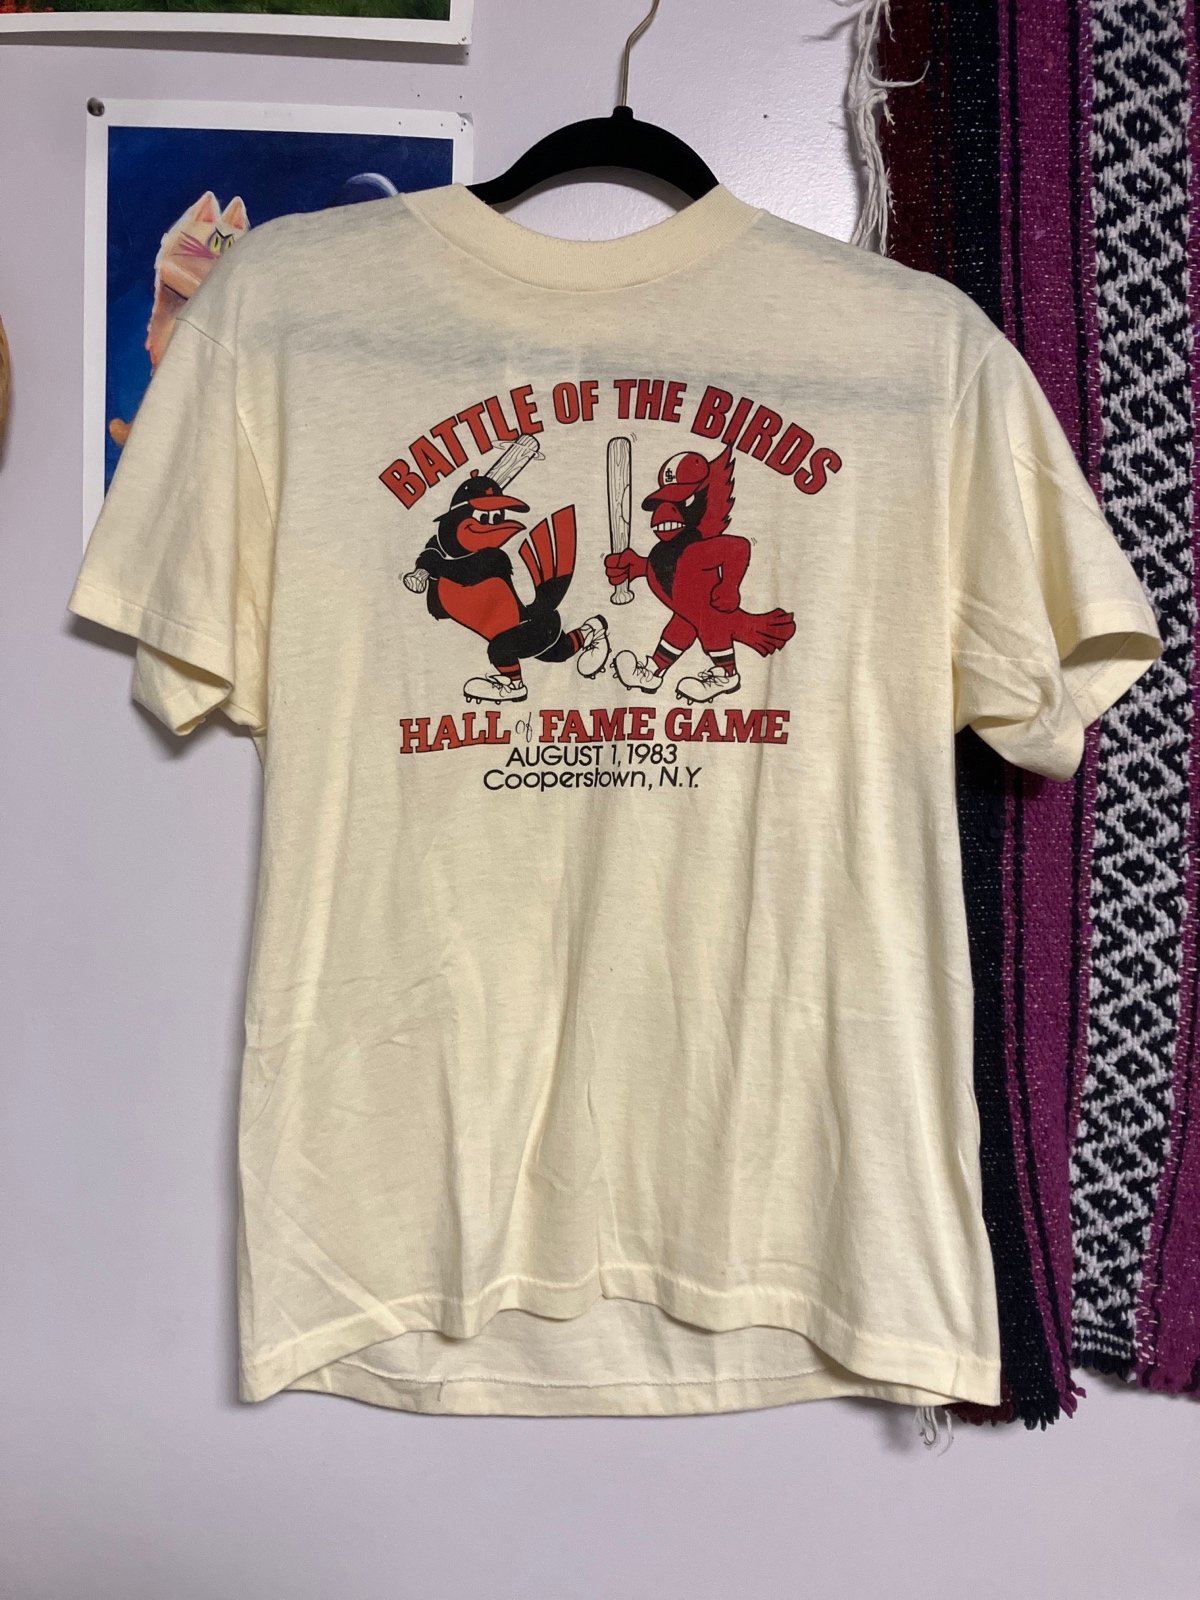 BATTLE OF THE BIRDS
HALL of FAME GAME
AUGUST 1, 1983
Cooperstown, N.Y.